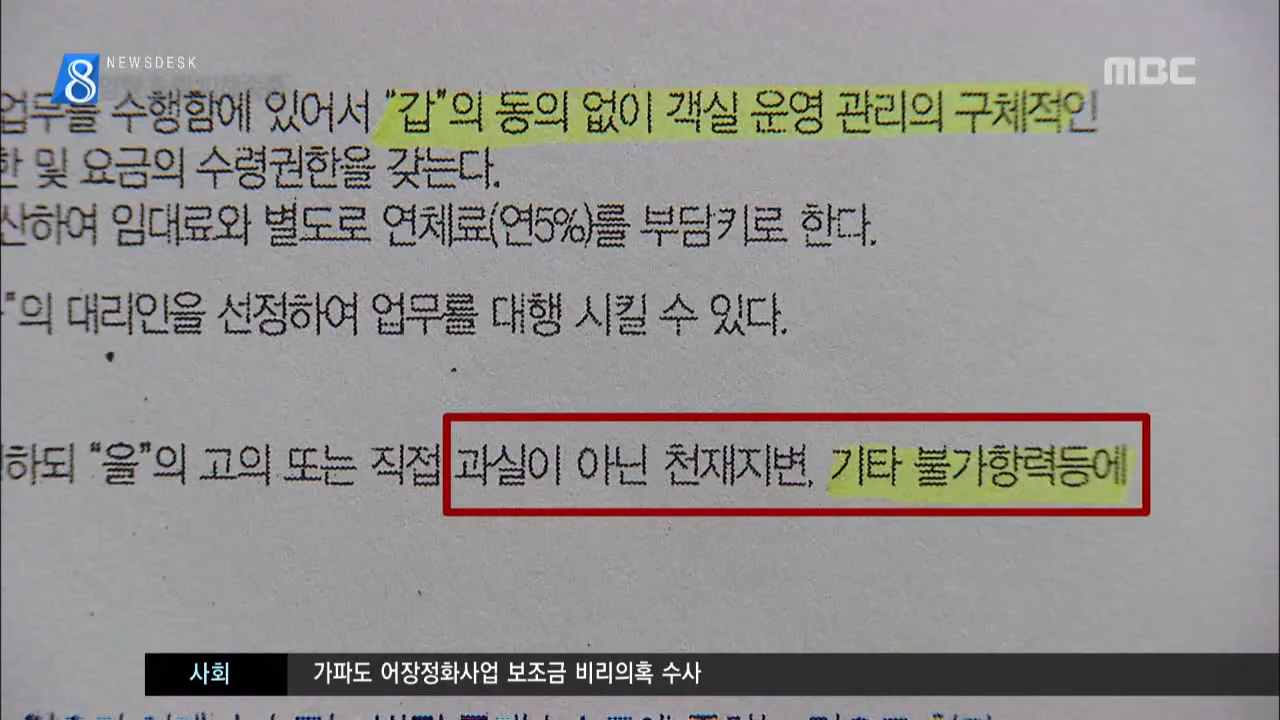 8 NEWSDESK
MBC
업무를 수행함에 있어서 "갑"의 동의 없이 객실 운영 관리의 구체적인
한 및 요금의 수령권한을 갖는다.
산하여 임대료와 별도로 연체료(연5%)를 부담키로 한다.
"의 대리인을 선정하여 업무를 대행 시킬 수 있다.
하되 "을"의 고의 또는 직접 과실이 아닌 천재지변, 기타 불가항력등에
사회 가파도 어장정화사업 보조금 비리의혹 수사